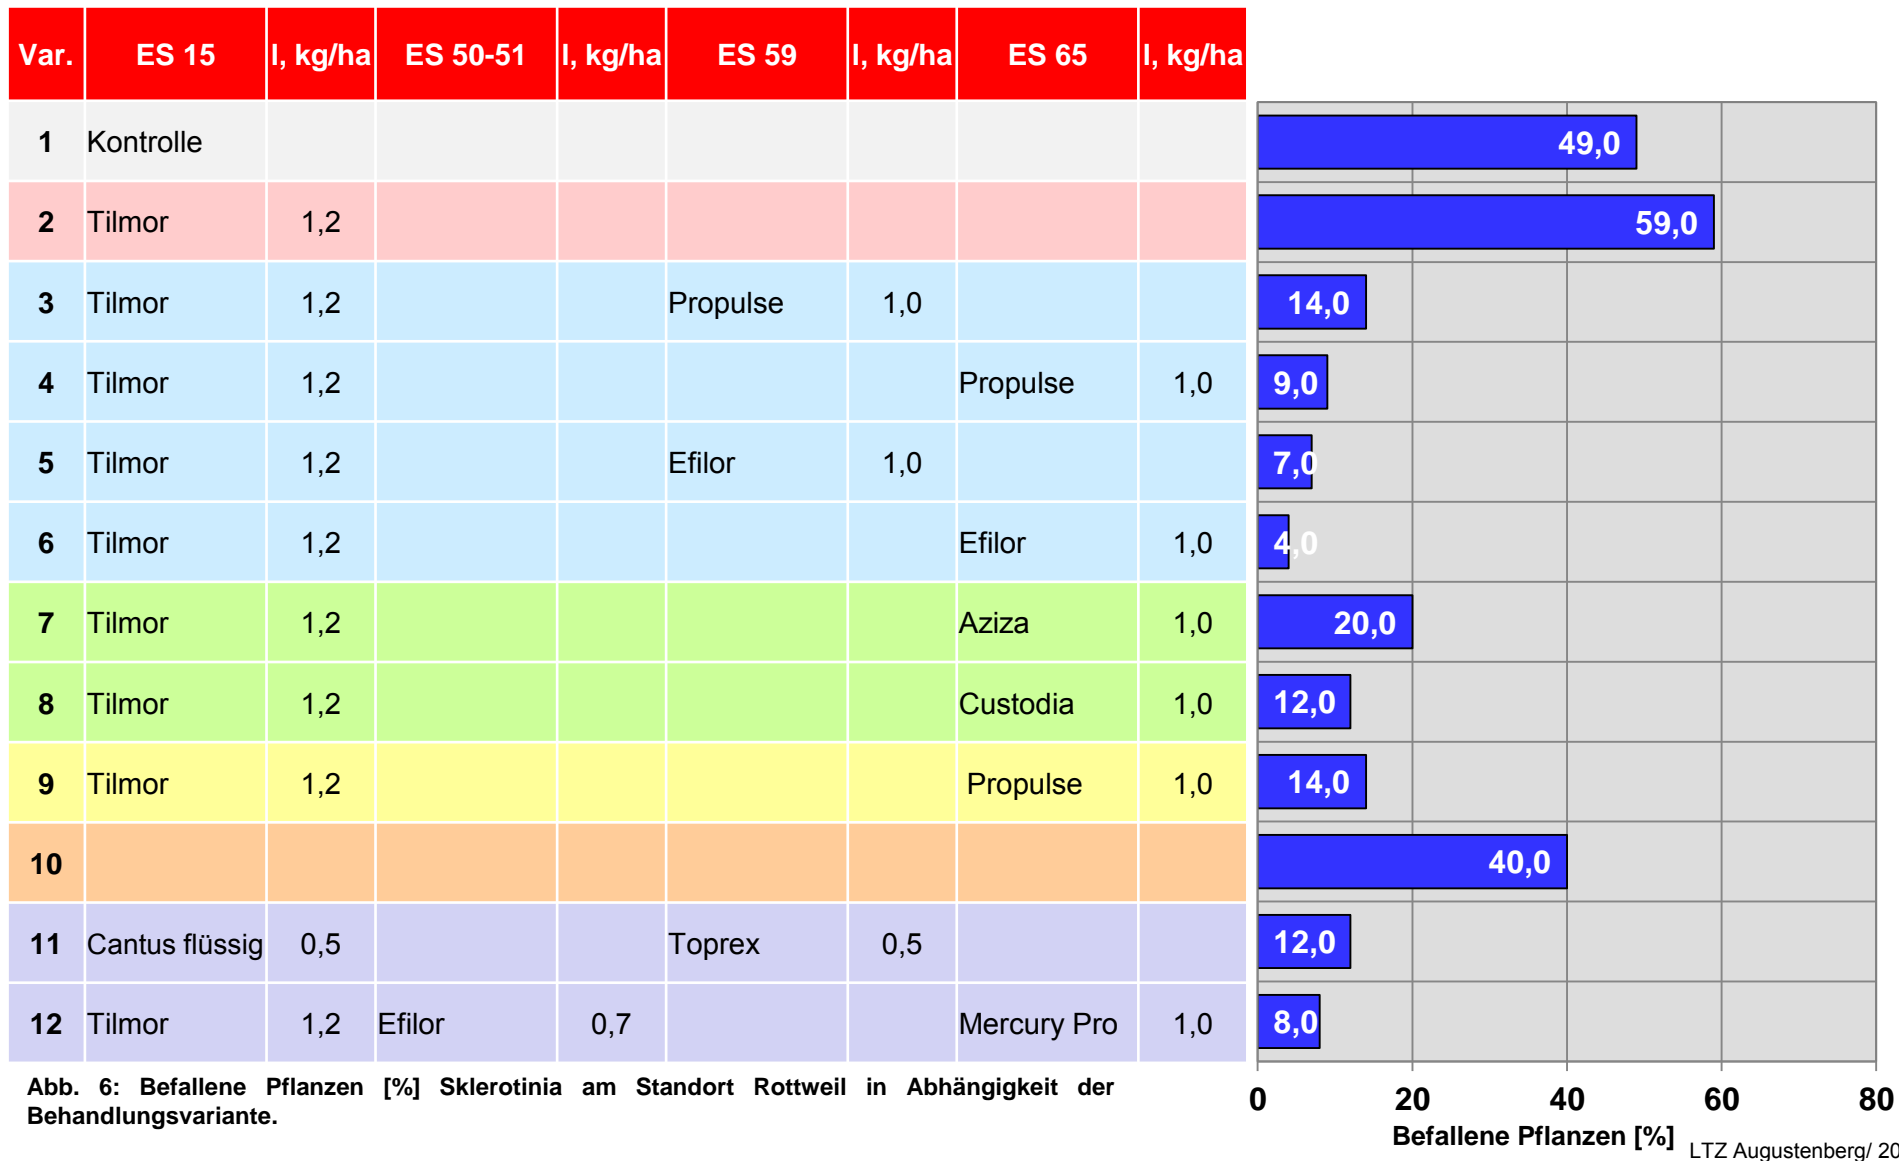 Var. ES 15 l, kg/ha ES 50-51 l, kg/ha ES 59 l, kg/ha ES 65 l, kg/ha
1 Kontrolle 49,0
2 Tilmor 1,2 59,0
3 Tilmor 1,2 Propulse 1,0 14,0
4 Tilmor 1,2 Propulse 1,0 9,0
5 Tilmor 1,2 Efilor 1,0 7,0
6 Tilmor 1,2 Efilor 1,0 4,0
7 Tilmor 1,2 Aziza 1,0 20,0
8 Tilmor 1,2 Custodia 1,0 12,0
9 Tilmor 1,2 Propulse 1,0 14,0
10 40,0
11 Cantus flüssig 0,5 Toprex 0,5 12,0
12 Tilmor 1,2 Efilor 0,7 Mercury Pro 1,0 8,0
0 20 40 60 80
Befallene Pflanzen [%]
Abb. 6: Befallene Pflanzen [%] Sklerotinia am Standort Rottweil in Abhängigkeit der
Behandlungsvariante.
LTZ Augustenberg/ 20